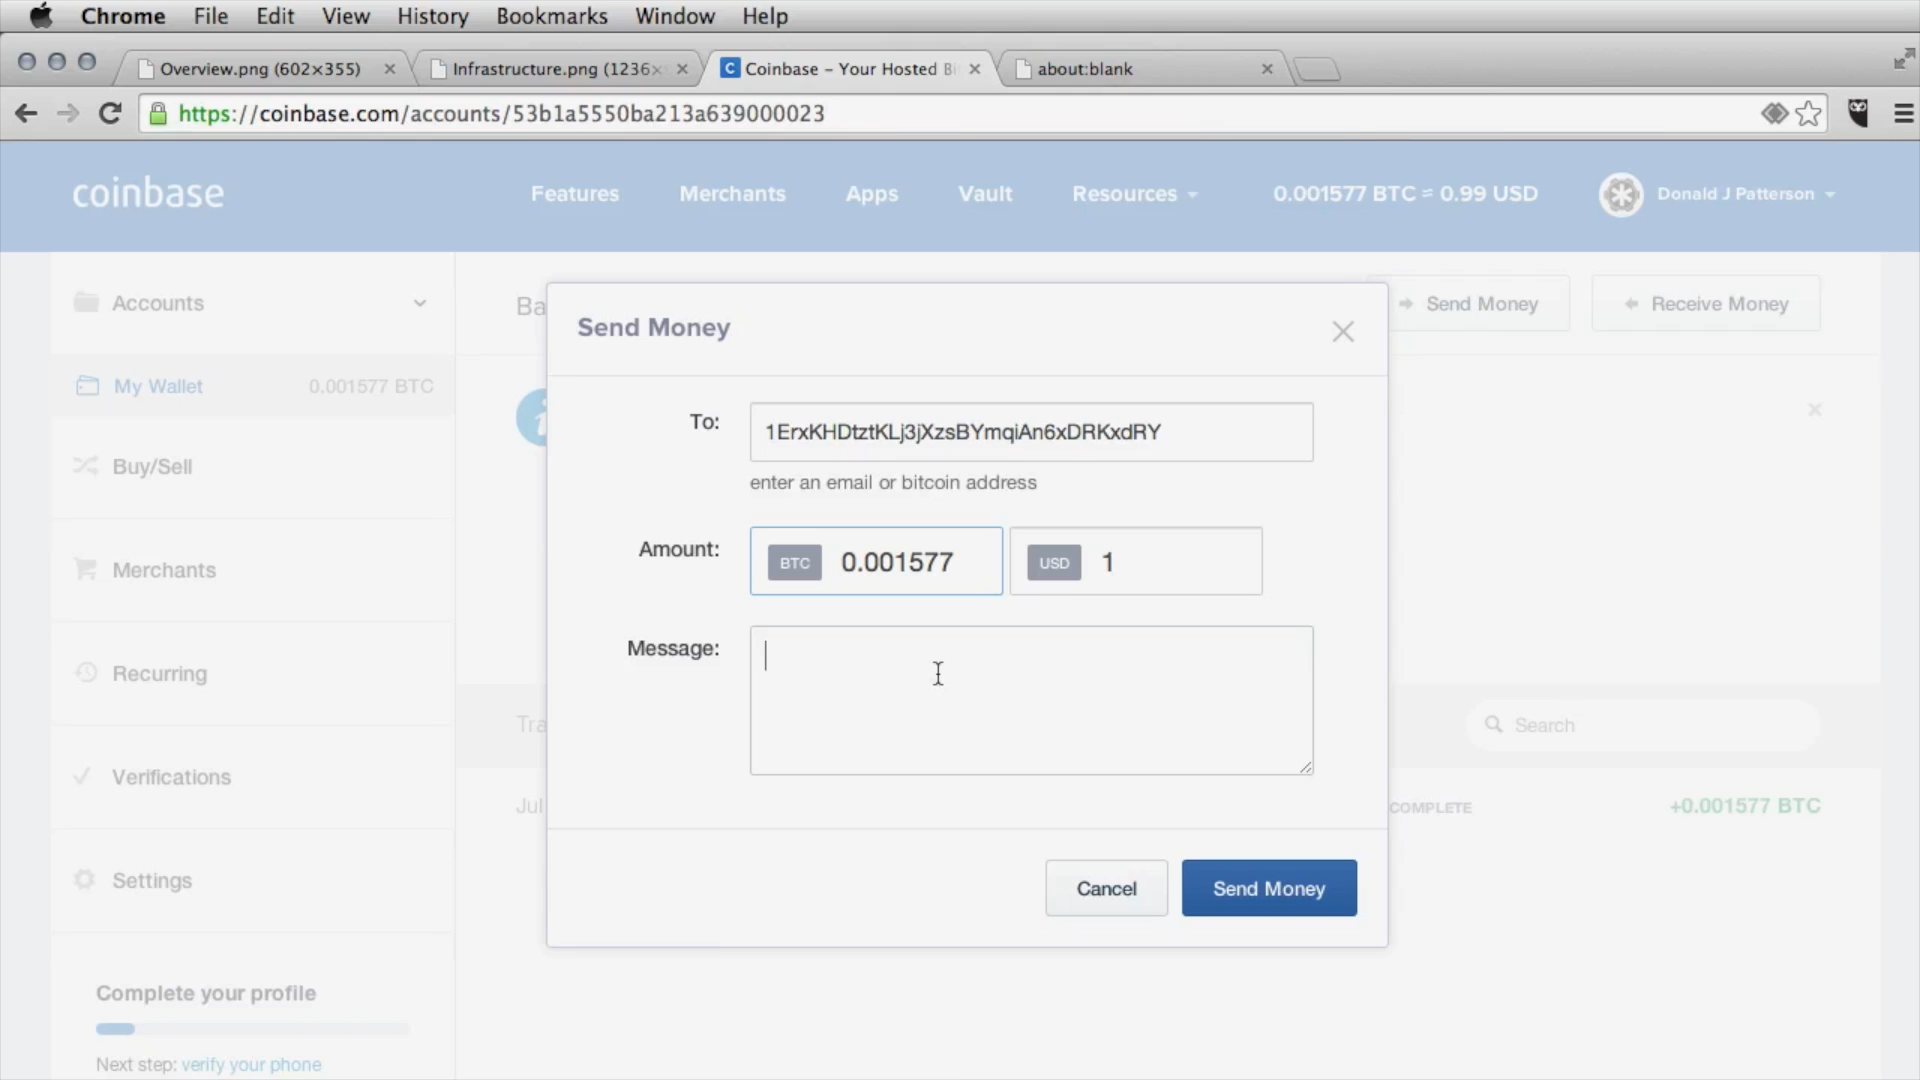 Chrome File Edit View History Bookmarks Window Help
Overview.png (602×355) Infrastructure.png (1236× Coinbase – Your Hosted Bi about:blank
https://coinbase.com/accounts/53b1a5550ba213a639000023
coinbase Features Merchants Apps Vault Resources 0.001577 BTC = 0.99 USD Donald J Patterson
Accounts
Ba
Send Money
Receive Money
My Wallet 0.001577 BTC
Buy/Sell
Merchants
Recurring
Verifications
Settings
Complete your profile
Next step: verify your phone
Send Money
To: 1ErxKHDtztKLj3jXzsBYmqiAn6xDRKxdRY
enter an email or bitcoin address
Amount: BTC 0.001577 USD 1
Message:
Cancel Send Money
Tra
Search
Jul
COMPLETE +0.001577 BTC